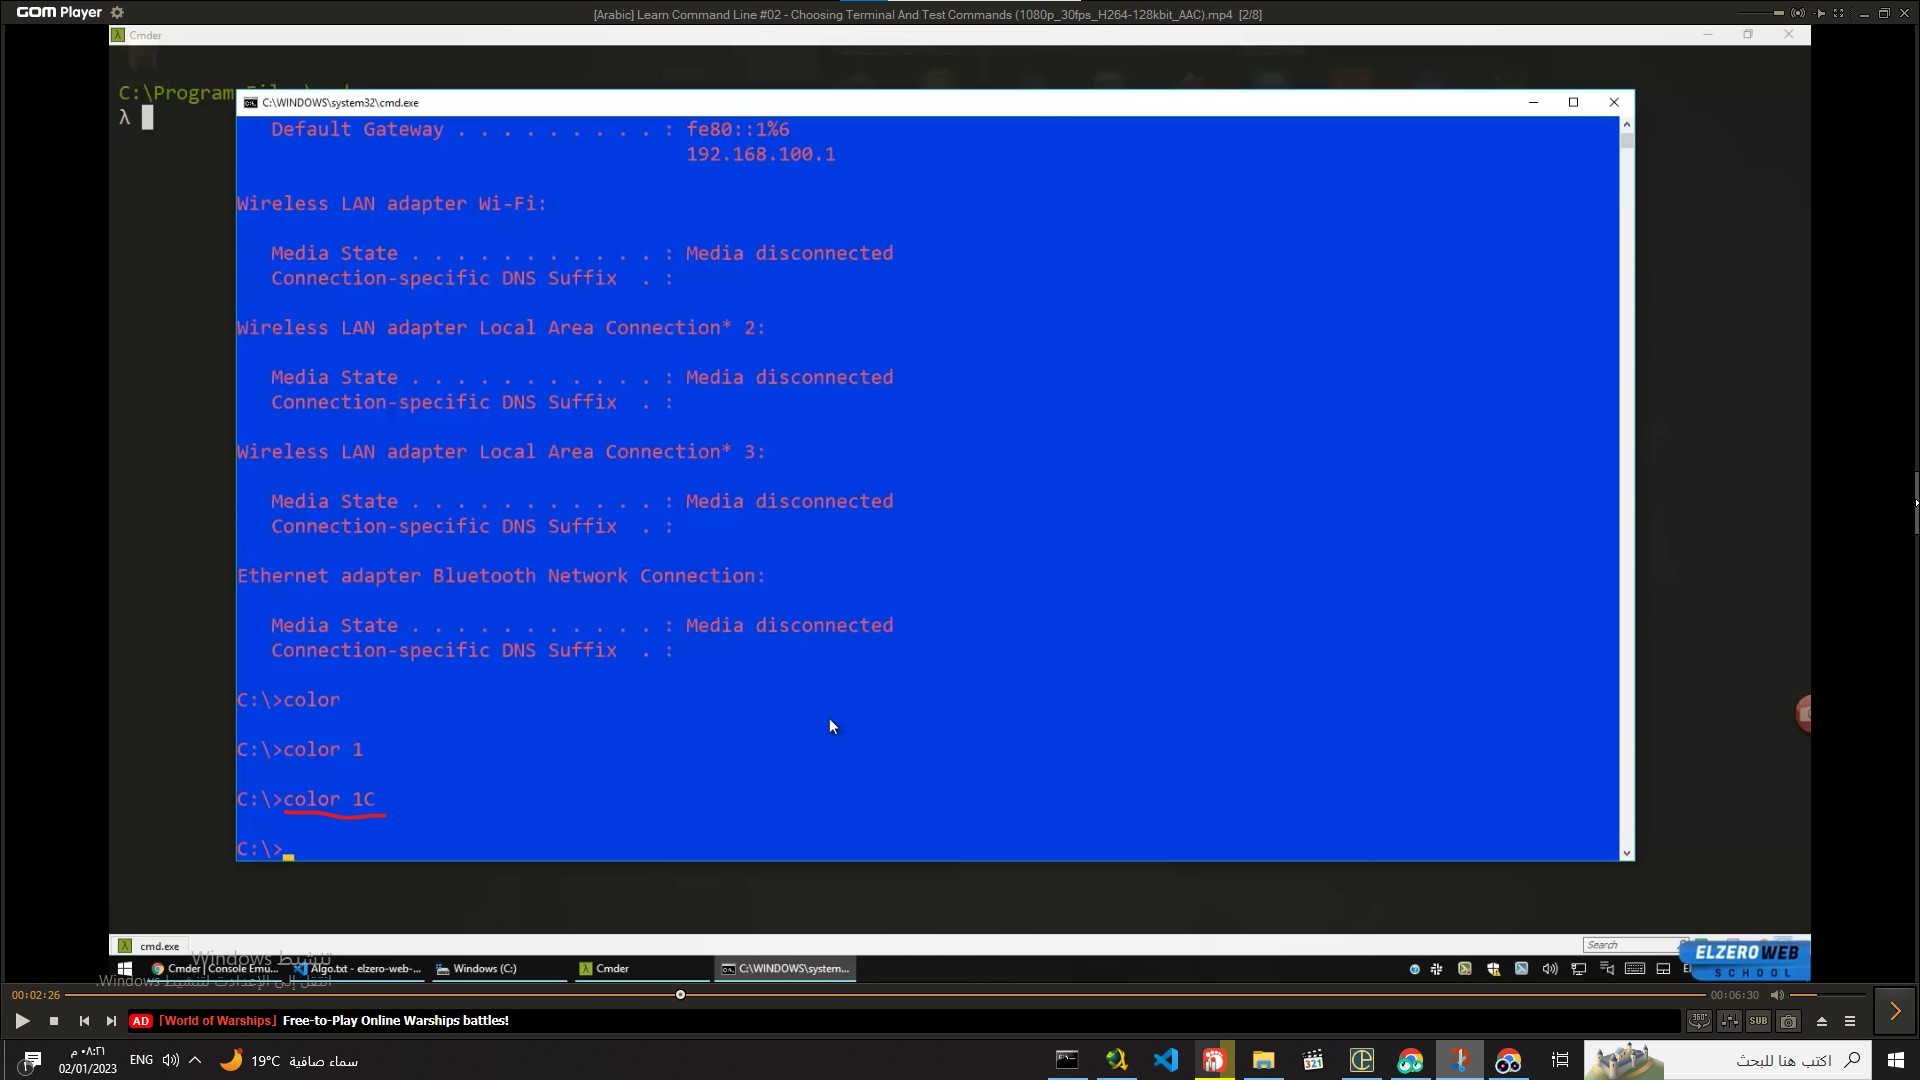 GOM Player
[Arabic] Learn Command Line #02 - Choosing Terminal And Test Commands (1080p_30fps_H264-128kbit_AAC).mp4 [2/8]
Cmder
C:\Program
λ
C:\WINDOWS\system32\cmd.exe
Default Gateway . . . . . . . . . : fe80::1%6
192.168.100.1
Wireless LAN adapter Wi-Fi:
Media State . . . . . . . . . . . : Media disconnected
Connection-specific DNS Suffix . :
Wireless LAN adapter Local Area Connection* 2:
Media State . . . . . . . . . . . : Media disconnected
Connection-specific DNS Suffix . :
Wireless LAN adapter Local Area Connection* 3:
Media State . . . . . . . . . . . : Media disconnected
Connection-specific DNS Suffix . :
Ethernet adapter Bluetooth Network Connection:
Media State . . . . . . . . . . . : Media disconnected
Connection-specific DNS Suffix . :
C:\>color
C:\>color 1
C:\>color 1C
C:\>
cmd.exe
Search
ELZERO WEB
SCHOOL
تنشيط Windows
انتقل إلى الإعدادات لتنشيط Windows.
Cmder | Console Emu...
Algo.txt - elzero-web-...
Windows (C:)
Cmder
C:\WINDOWS\system...
00:02:26
00:06:30
AD [World of Warships] Free-to-Play Online Warships battles!
360°
SUB
٠٨:٢١ م
02/01/2023
ENG
19°C سماء صافية
321
اكتب هنا للبحث